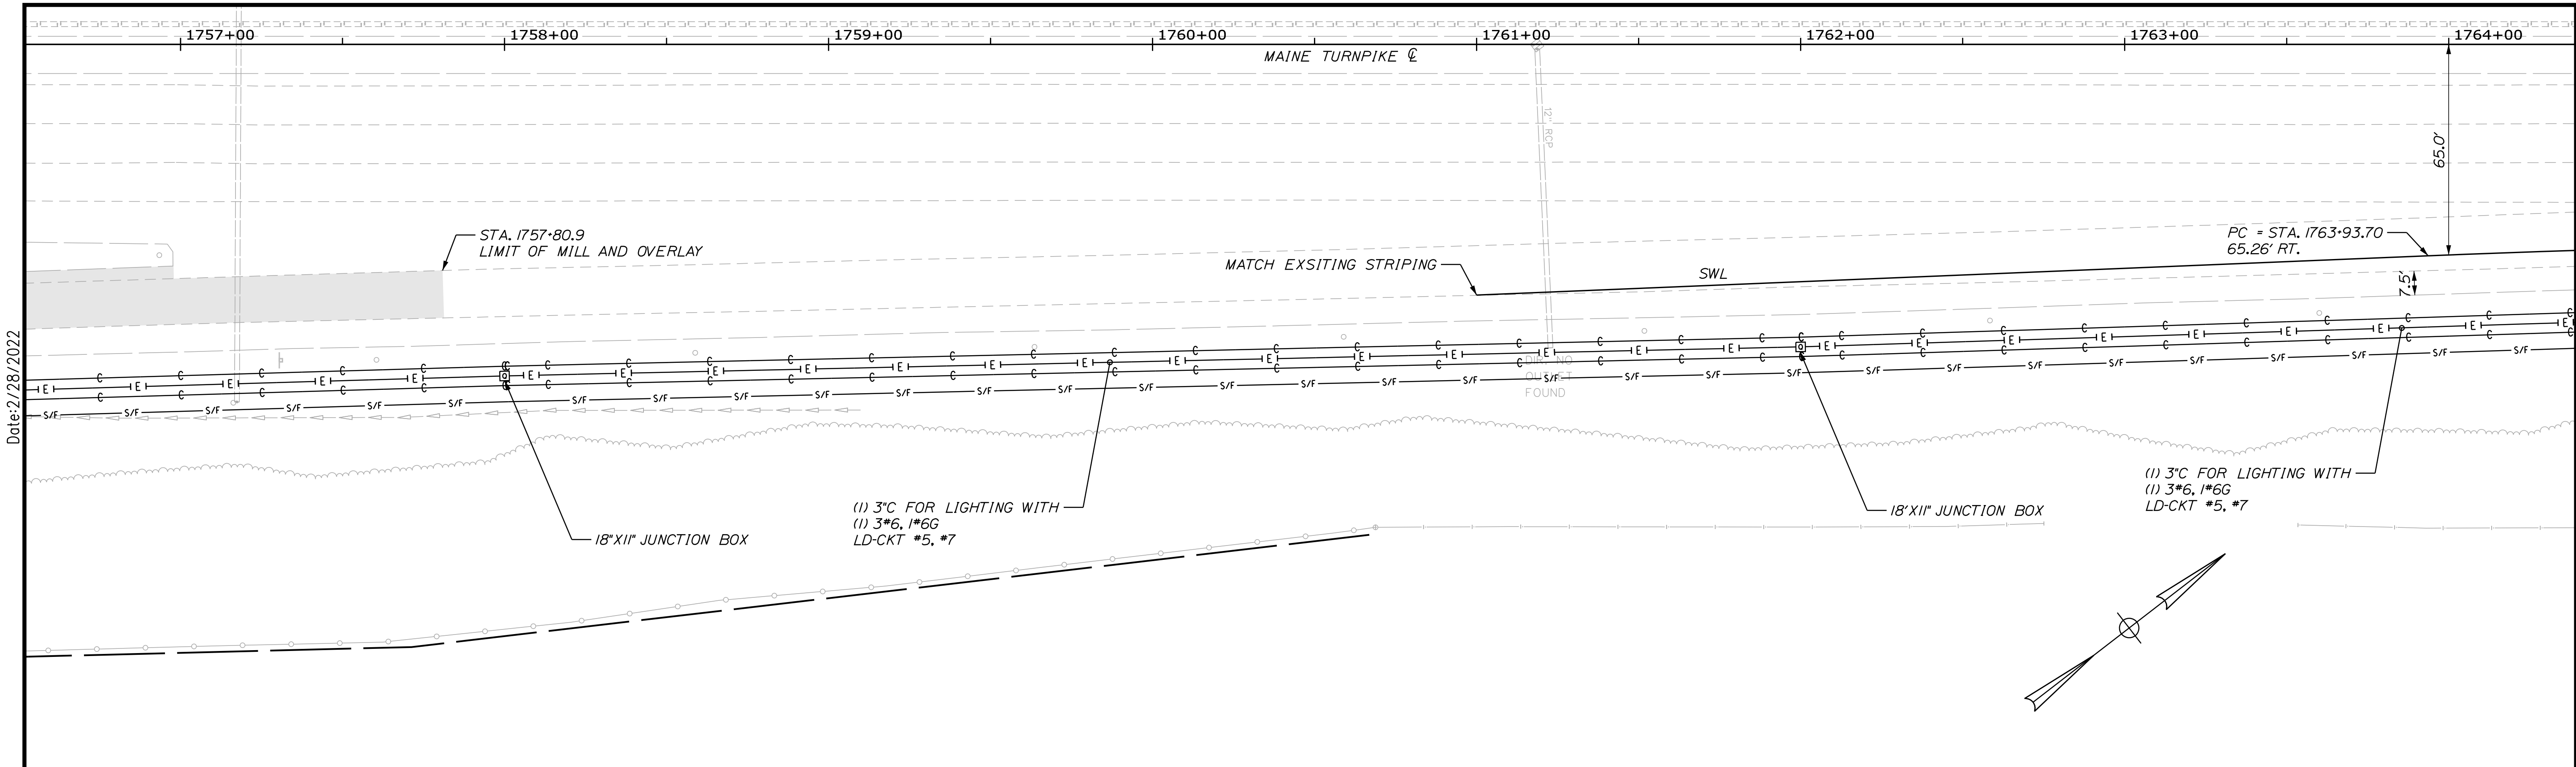 1757+00 1758+00 1759+00 1760+00 1761+00 1762+00 1763+00 1764+00
MAINE TURNPIKE ℄
12" RCP
65.0'
STA. 1757+80.9
LIMIT OF MILL AND OVERLAY
MATCH EXSITING STRIPING
SWL
PC = STA. 1763+93.70
65.26' RT.
7.5'
DIR. NO
OUTLET
FOUND
18"X11" JUNCTION BOX
(1) 3"C FOR LIGHTING WITH
(1) 3#6, 1#6G
LD-CKT #5, #7
18'X11" JUNCTION BOX
(1) 3"C FOR LIGHTING WITH
(1) 3#6, 1#6G
LD-CKT #5, #7
Date:2/28/2022